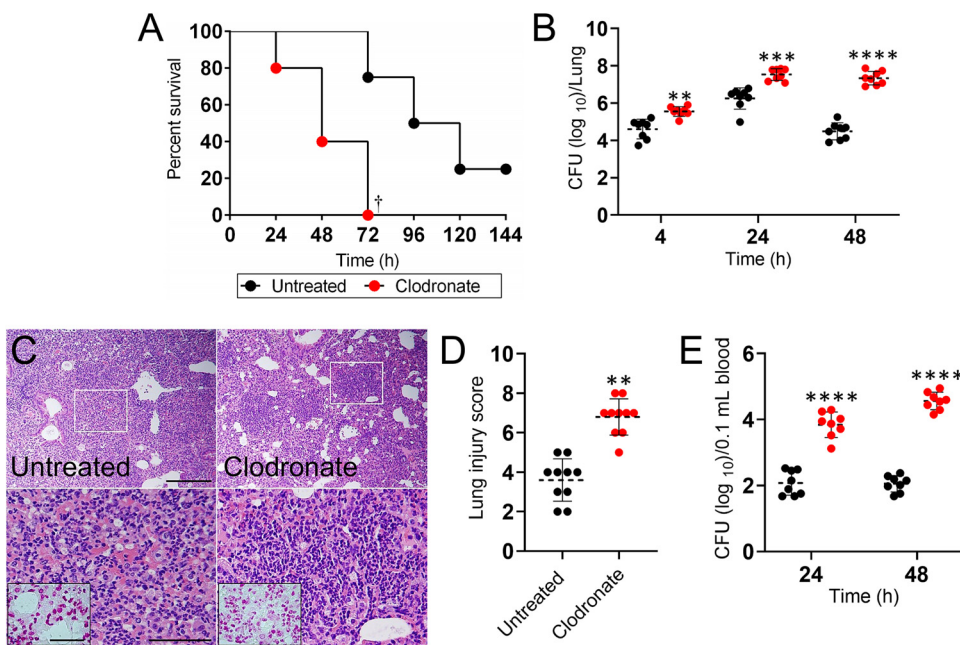 A
Percent survival
100
80
60
40
20
0
0 24 48 72 96 120 144
†
Time (h)
Untreated Clodronate
B
CFU (log 10)/Lung
10
8
6
4
2
0
** *** ****
4 24 48
Time (h)
C
Untreated
Clodronate
D
Lung injury score
10
8
6
4
2
0
**
Untreated
Clodronate
E
CFU (log 10)/0.1 mL blood
6
4
2
0
**** ****
24 48
Time (h)